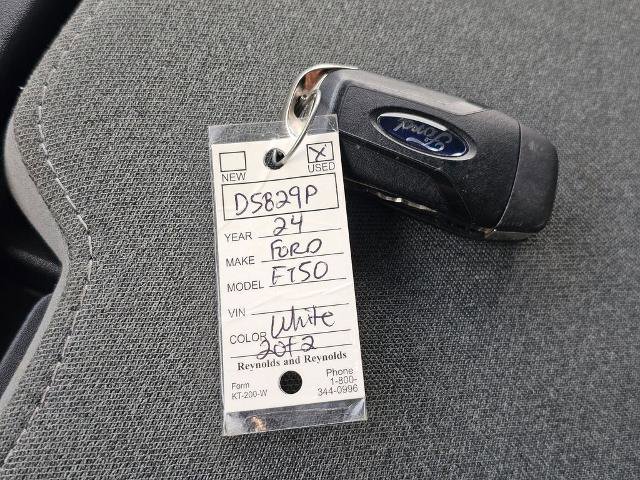 Ford
NEW USED
DS829P
YEAR 24
MAKE FORD
MODEL F150
VIN
COLOR White
2 of 2
Reynolds and Reynolds
Form
KT-200-W
Phone
1-800-
344-0996